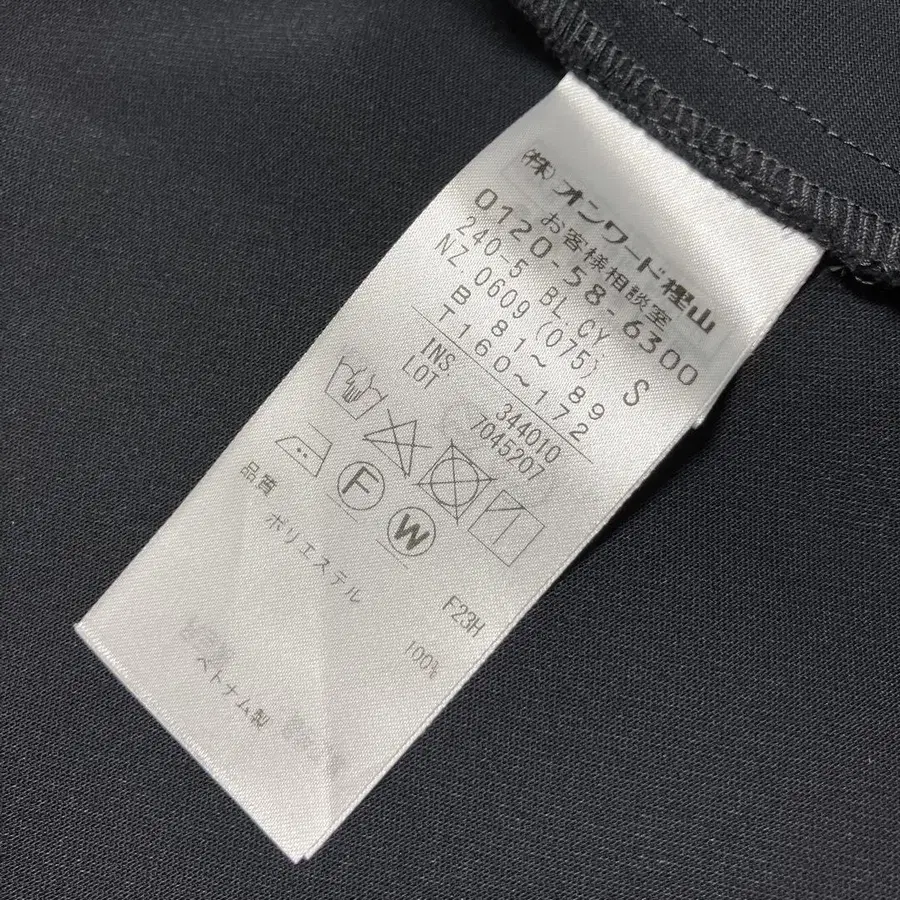 (株)オンワード樫山
お客様相談室
0120-58-6300
240-5 BL.CY
NZ 0609 (075) S
B 81~ 89
T160~172
INS 344010
LOT 7045207
F W
F23H
品質
ポリエステル 100%
ベトナム製